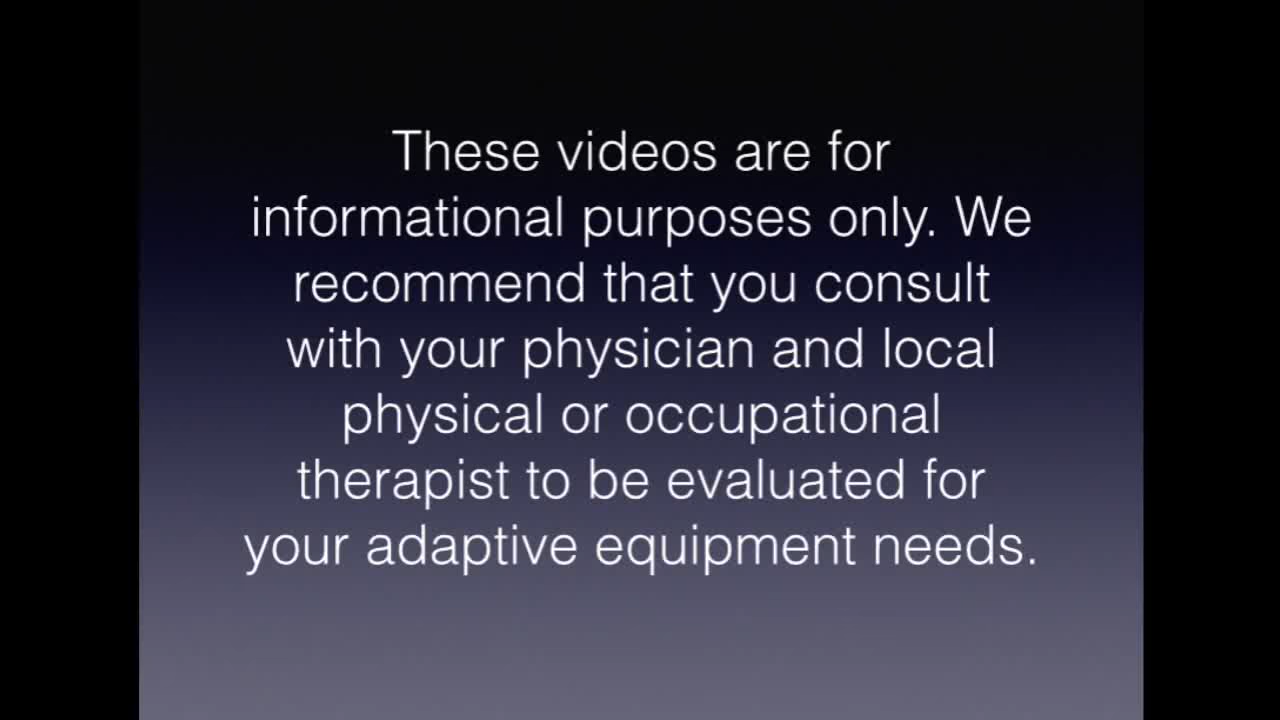 These videos are for
informational purposes only. We
recommend that you consult
with your physician and local
physical or occupational
therapist to be evaluated for
your adaptive equipment needs.